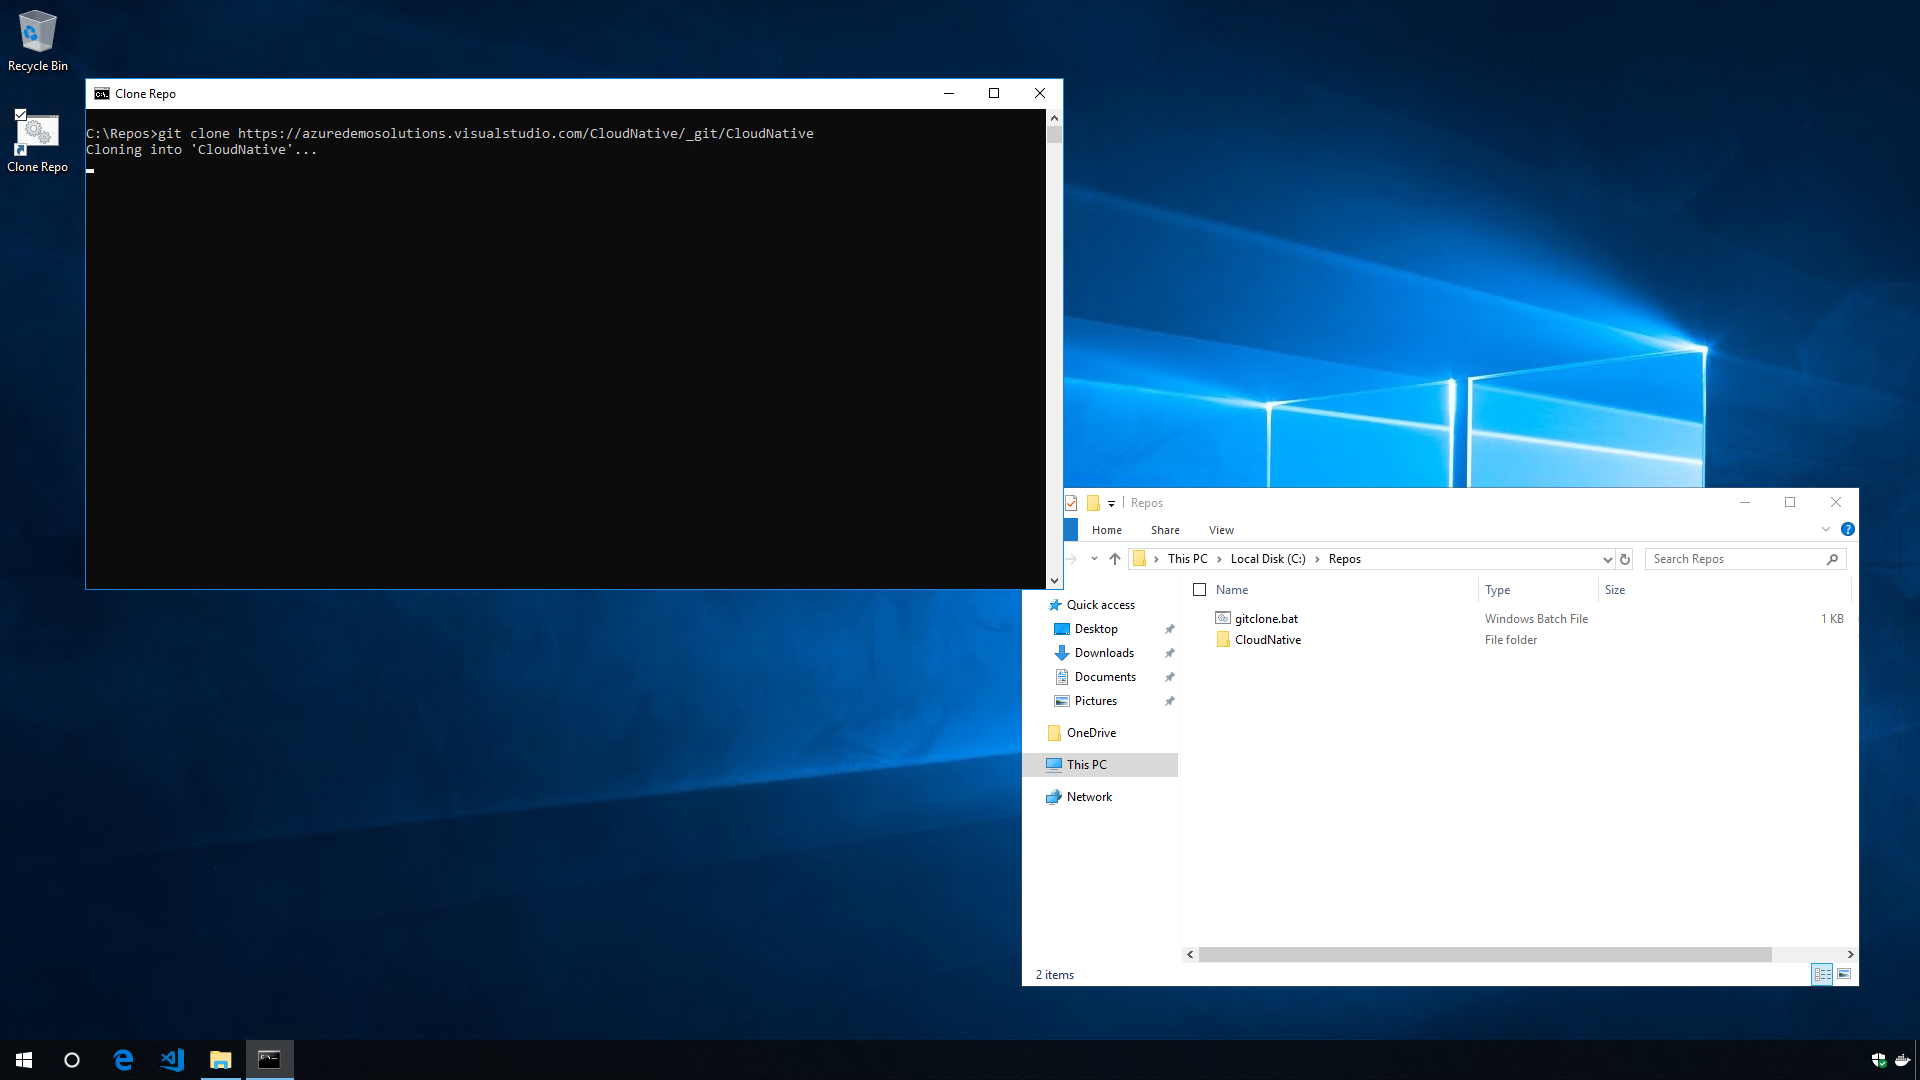 Recycle Bin
Clone Repo
Clone Repo
C:\Repos>git clone https://azuredemosolutions.visualstudio.com/CloudNative/_git/CloudNative
Cloning into 'CloudNative'...
Repos
Home Share View
This PC Local Disk (C:) Repos
Search Repos
Name Type Size
gitclone.bat Windows Batch File 1 KB
CloudNative File folder
Quick access
Desktop
Downloads
Documents
Pictures
OneDrive
This PC
Network
2 items